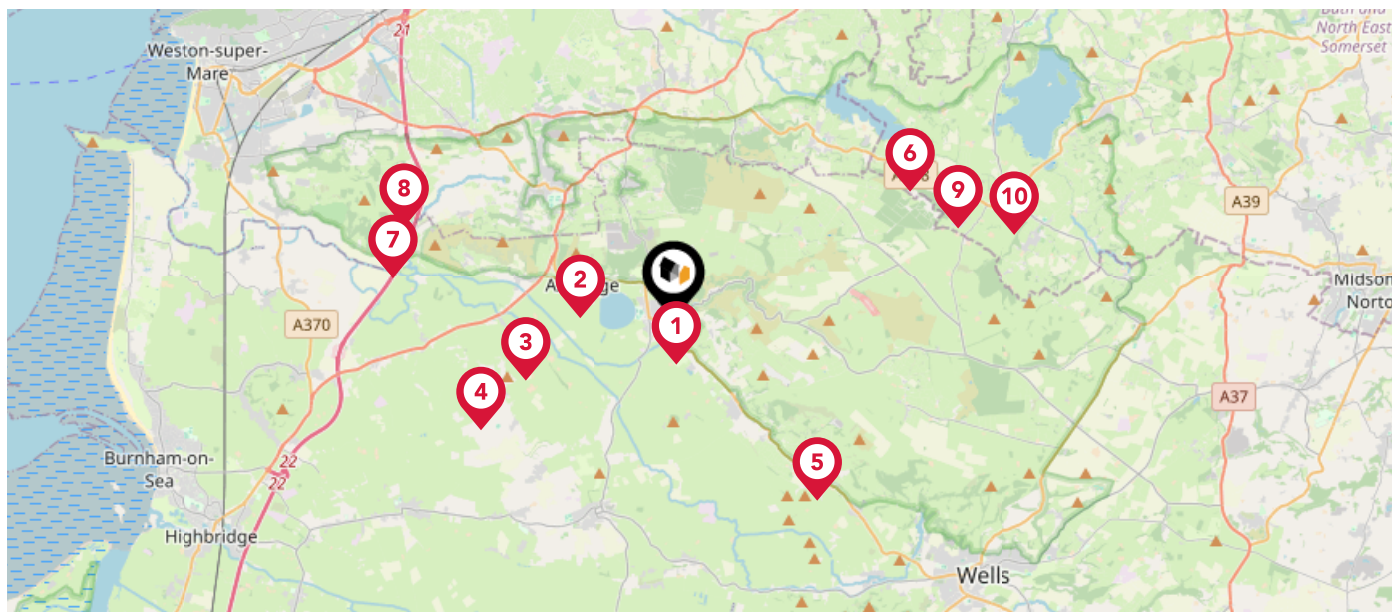 Bath and
North East
Somerset
21
Weston-super-
Mare
6
8
9
10
A39
7
2
Midsom
Norto
1
A370
3
4
A37
5
Burnham-on-
Sea
22
22
Highbridge
Wells